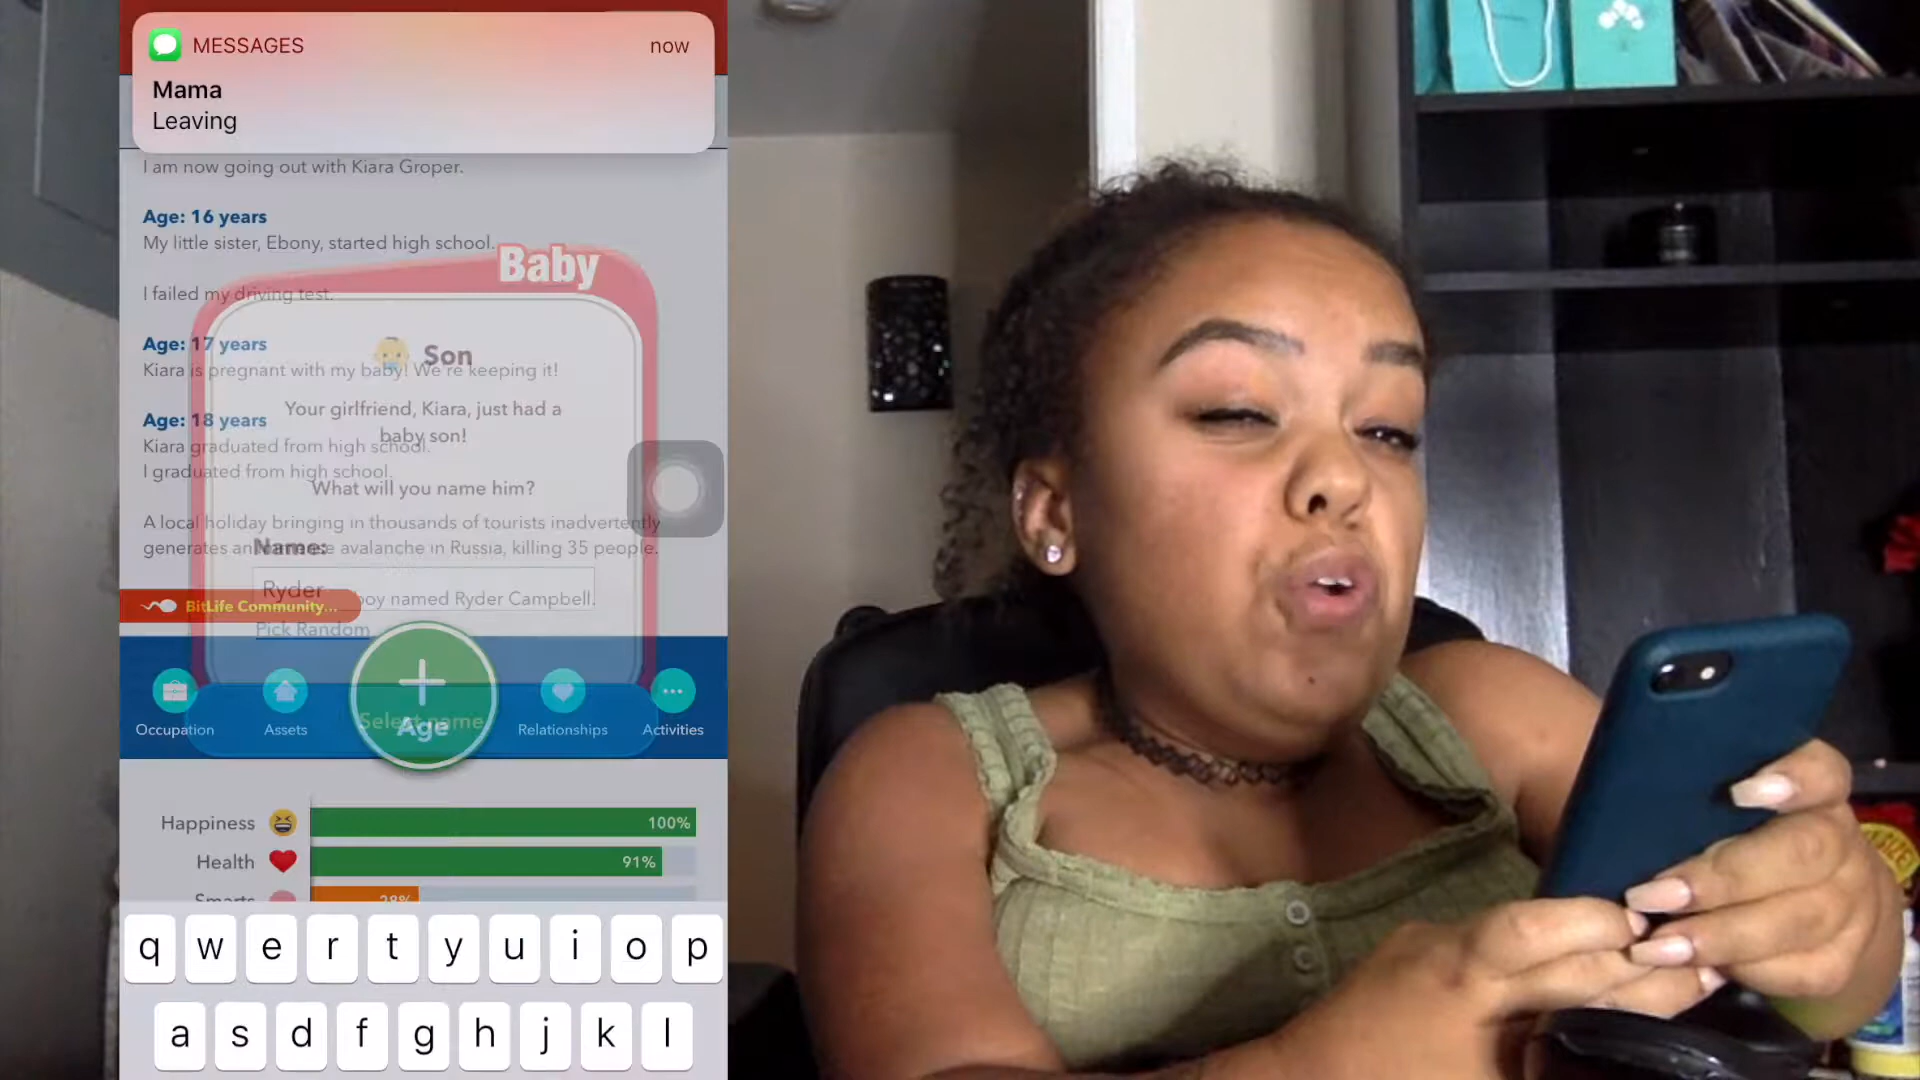 MESSAGES now
Mama
Leaving
I am now going out with Kiara Groper.
Age: 16 years
My little sister, Ebony, started high school.
Baby
I failed my driving test.
Age: 17 years
Son
Kiara is pregnant with my baby! We're keeping it!
Your girlfriend, Kiara, just had a
baby son!
Age: 18 years
Kiara graduated from high school.
I graduated from high school.
What will you name him?
A local holiday bringing in thousands of tourists inadvertently
generates an avalanche in Russia, killing 35 people.
Name:
Ryder
boy named Ryder Campbell.
BitLife Community...
Pick Random
Select name
Age
Occupation Assets Relationships Activities
Happiness 100%
Health 91%
Smarts 28%
q w e r t y u i o p
a s d f g h j k l